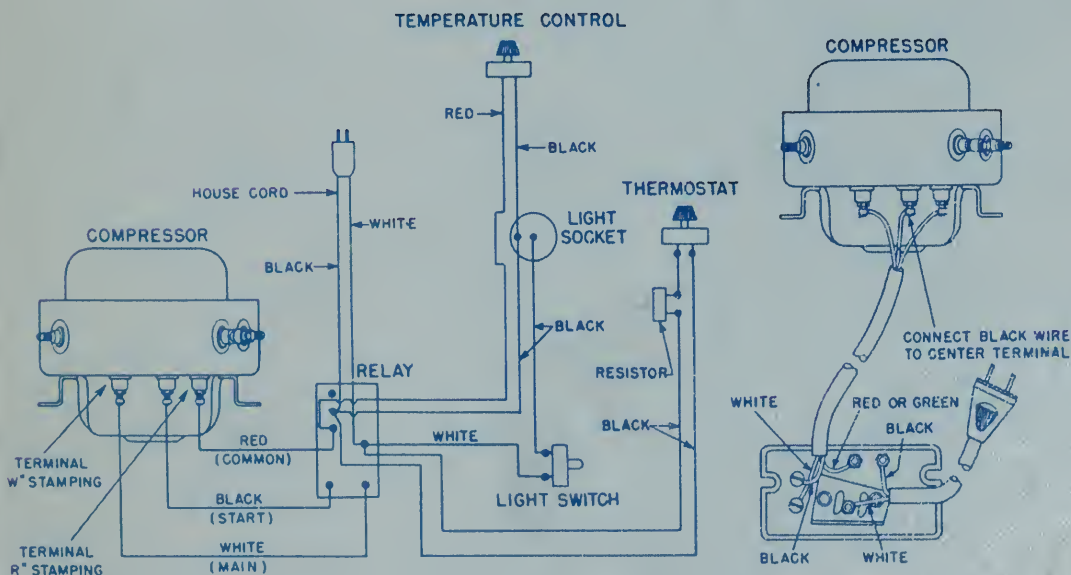 TEMPERATURE CONTROL
RED
BLACK
HOUSE CORD
WHITE
BLACK
COMPRESSOR
LIGHT
SOCKET
THERMOSTAT
BLACK
RESISTOR
RELAY
BLACK
WHITE
LIGHT SWITCH
RED
(COMMON)
BLACK
(START)
WHITE
(MAIN)
TERMINAL
W" STAMPING
TERMINAL
R" STAMPING
COMPRESSOR
CONNECT BLACK WIRE
TO CENTER TERMINAL
WHITE
RED OR GREEN
BLACK
BLACK
WHITE